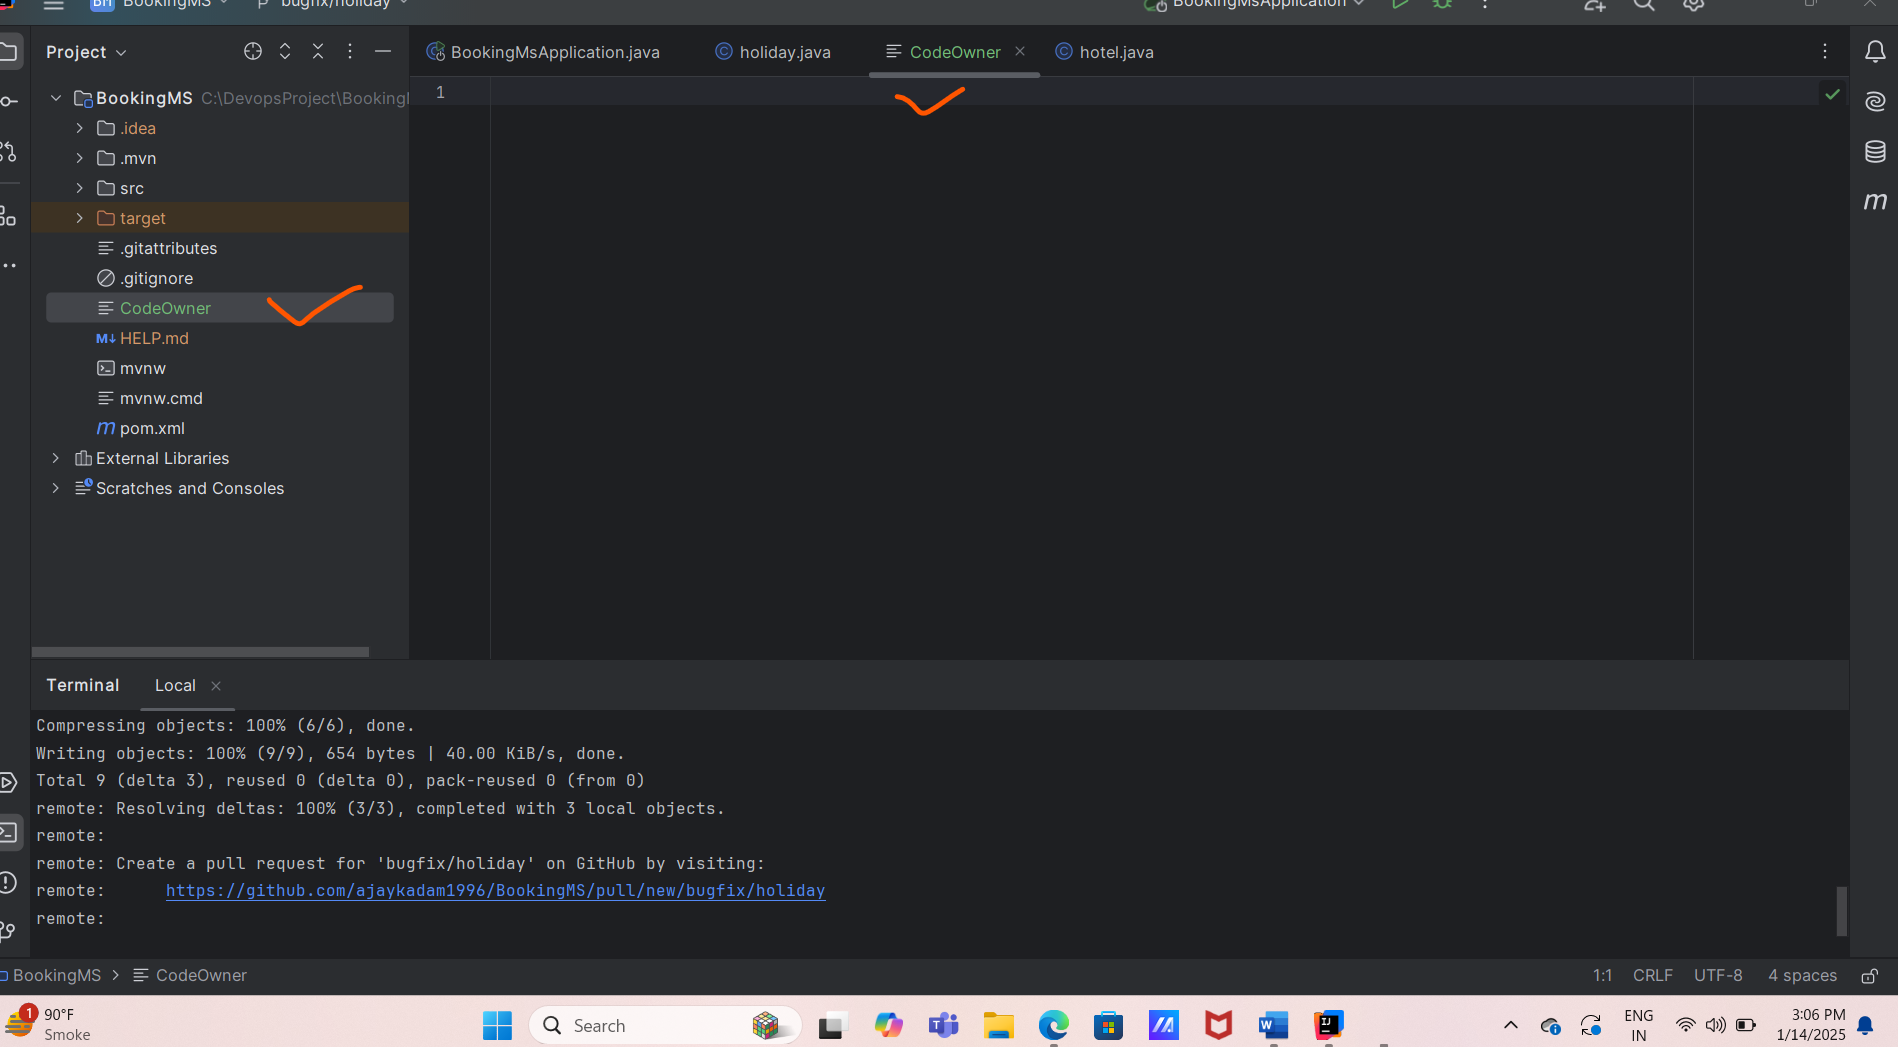 BH BookingMS bugfix/holiday BookingMsApplication
Project
BookingMsApplication.java holiday.java CodeOwner hotel.java
BookingMS C:\DevopsProject\Booking
1
.idea
.mvn
src
target
.gitattributes
.gitignore
CodeOwner
M↓ HELP.md
mvnw
mvnw.cmd
m pom.xml
External Libraries
Scratches and Consoles
m
Terminal Local
Compressing objects: 100% (6/6), done.
Writing objects: 100% (9/9), 654 bytes | 40.00 KiB/s, done.
Total 9 (delta 3), reused 0 (delta 0), pack-reused 0 (from 0)
remote: Resolving deltas: 100% (3/3), completed with 3 local objects.
remote:
remote: Create a pull request for 'bugfix/holiday' on GitHub by visiting:
remote: https://github.com/ajaykadam1996/BookingMS/pull/new/bugfix/holiday
remote:
BookingMS > CodeOwner 1:1 CRLF UTF-8 4 spaces
1 90°F
Smoke
Search
ENG
IN
3:06 PM
1/14/2025